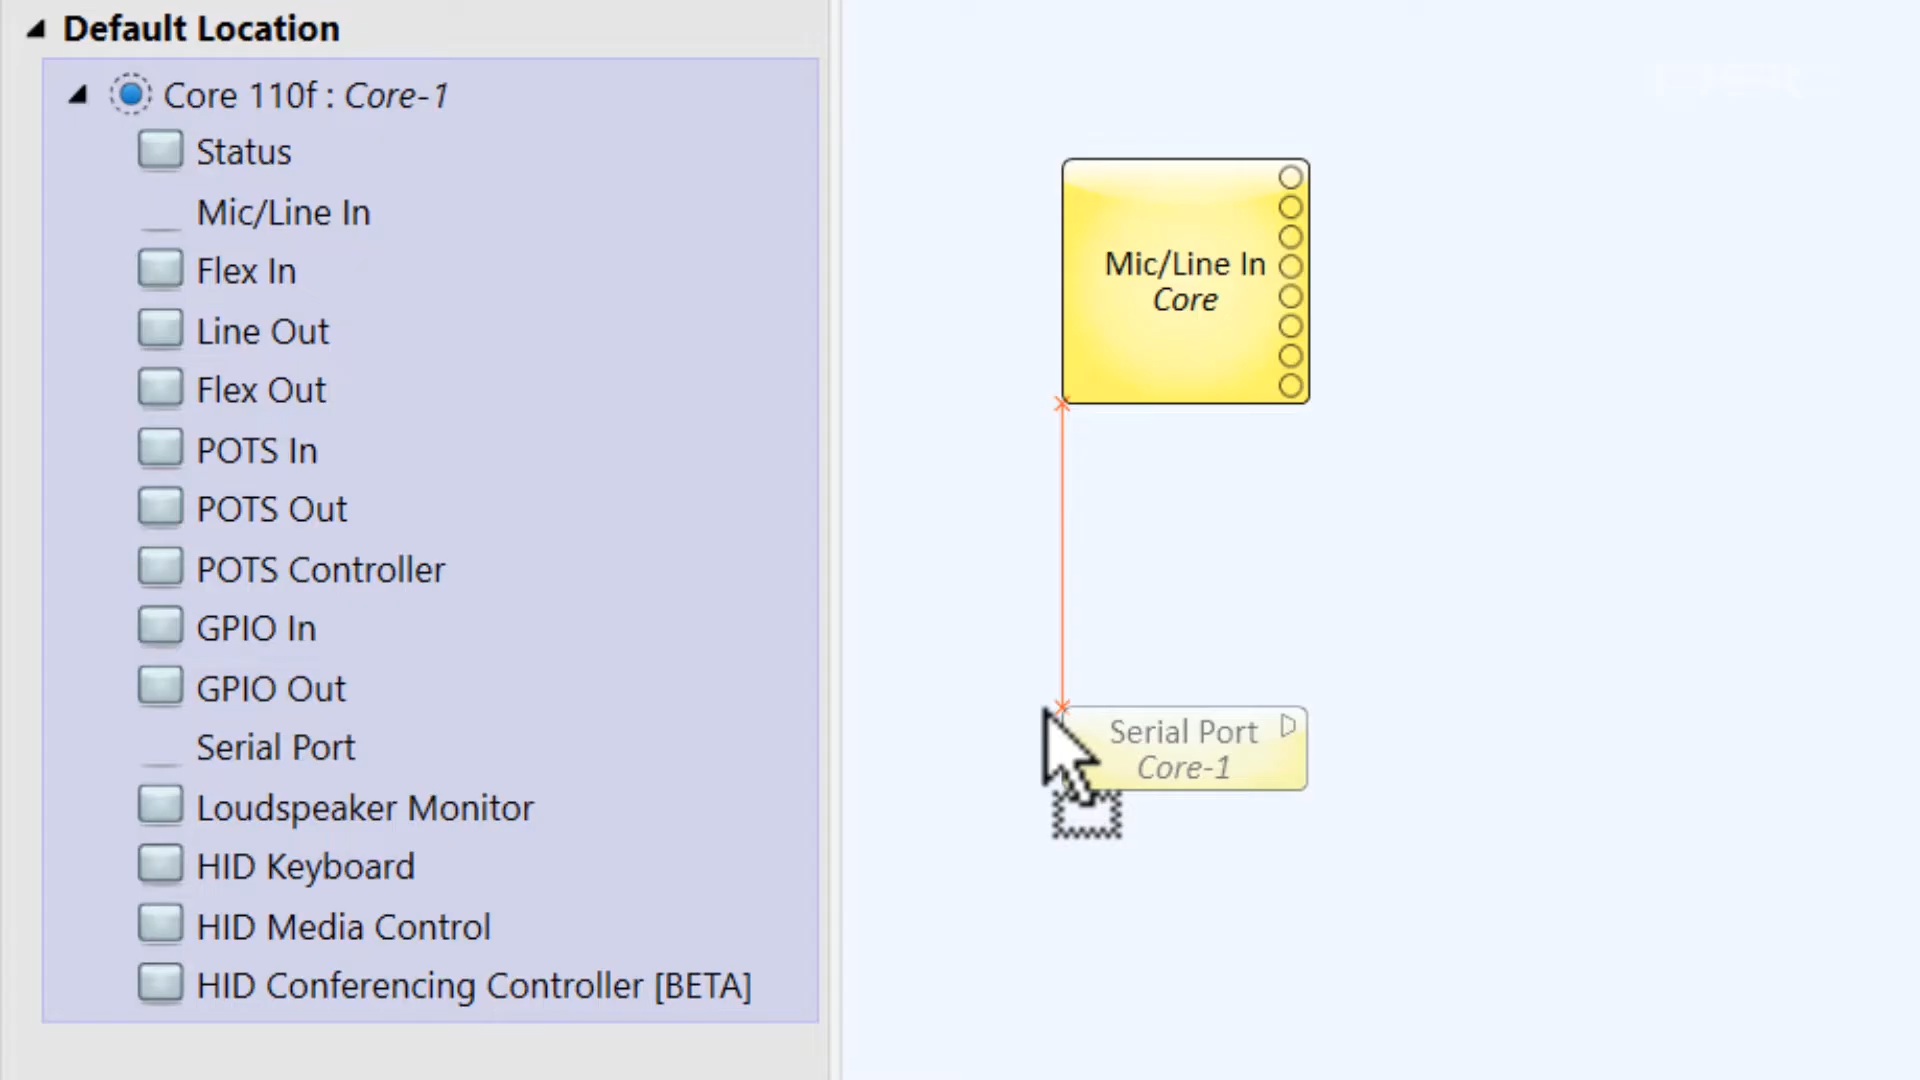 Default Location
Core 110f : Core-1
Status
Mic/Line In
Flex In
Line Out
Flex Out
POTS In
POTS Out
POTS Controller
GPIO In
GPIO Out
Serial Port
Loudspeaker Monitor
HID Keyboard
HID Media Control
HID Conferencing Controller [BETA]
Mic/Line In
Core
Serial Port
Core-1